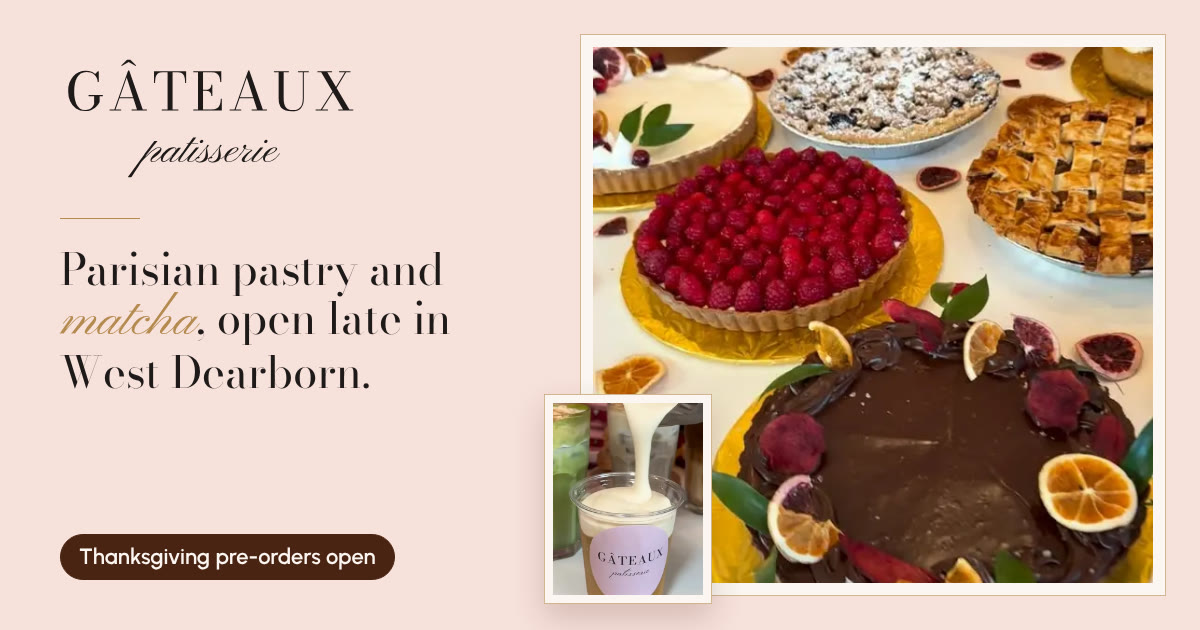 GÂTEAUX
patisserie
Parisian pastry and
matcha, open late in
West Dearborn.
Thanksgiving pre-orders open
GÂTEAUX
patisserie